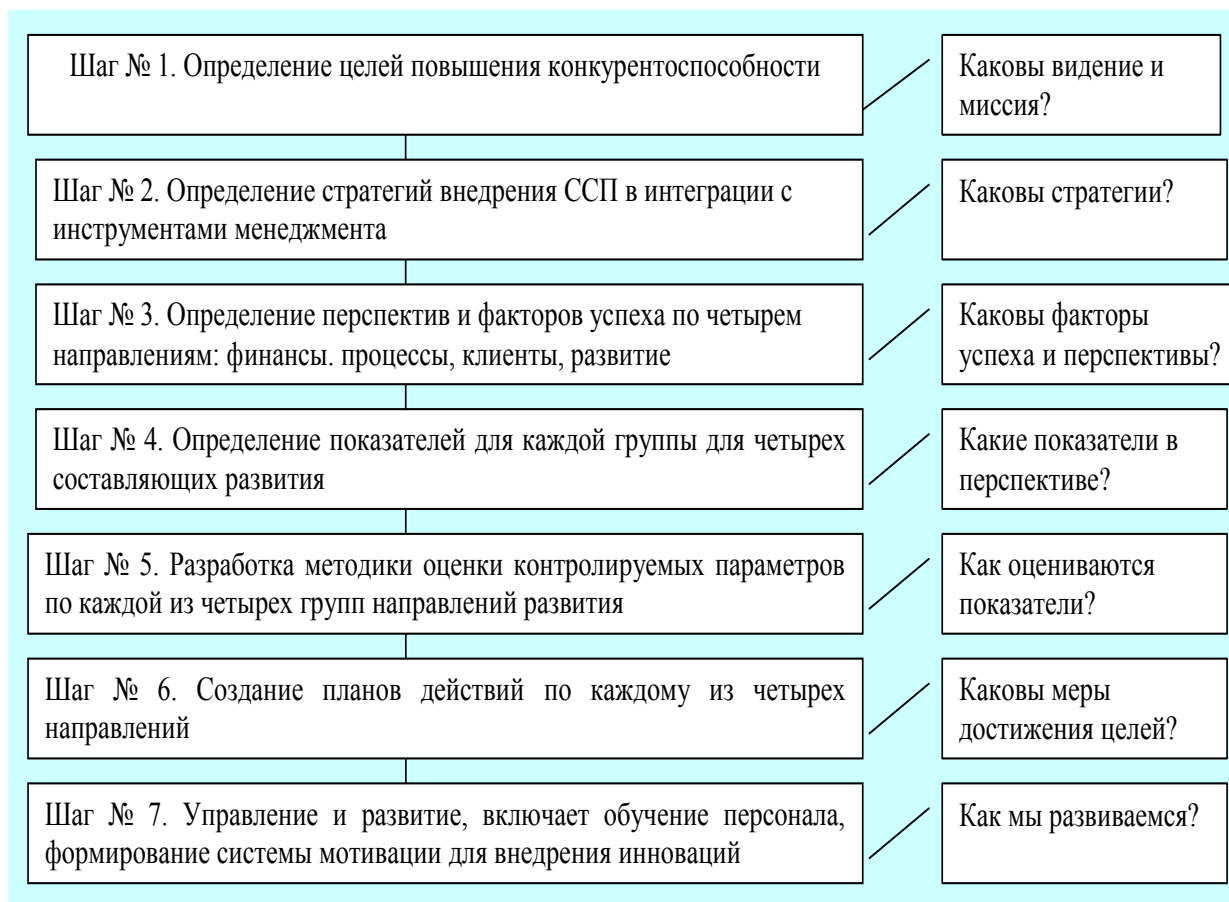 Шаг № 1. Определение целей повышения конкурентоспособности
Каковы видение и
миссия?
Шаг № 2. Определение стратегий внедрения ССП в интеграции с
инструментами менеджмента
Каковы стратегии?
Шаг № 3. Определение перспектив и факторов успеха по четырем
направлениям: финансы. процессы, клиенты, развитие
Каковы факторы
успеха и перспективы?
Шаг № 4. Определение показателей для каждой группы для четырех
составляющих развития
Какие показатели в
перспективе?
Шаг № 5. Разработка методики оценки контролируемых параметров
по каждой из четырех групп направлений развития
Как оцениваются
показатели?
Шаг № 6. Создание планов действий по каждому из четырех
направлений
Каковы меры
достижения целей?
Шаг № 7. Управление и развитие, включает обучение персонала,
формирование системы мотивации для внедрения инноваций
Как мы развиваемся?